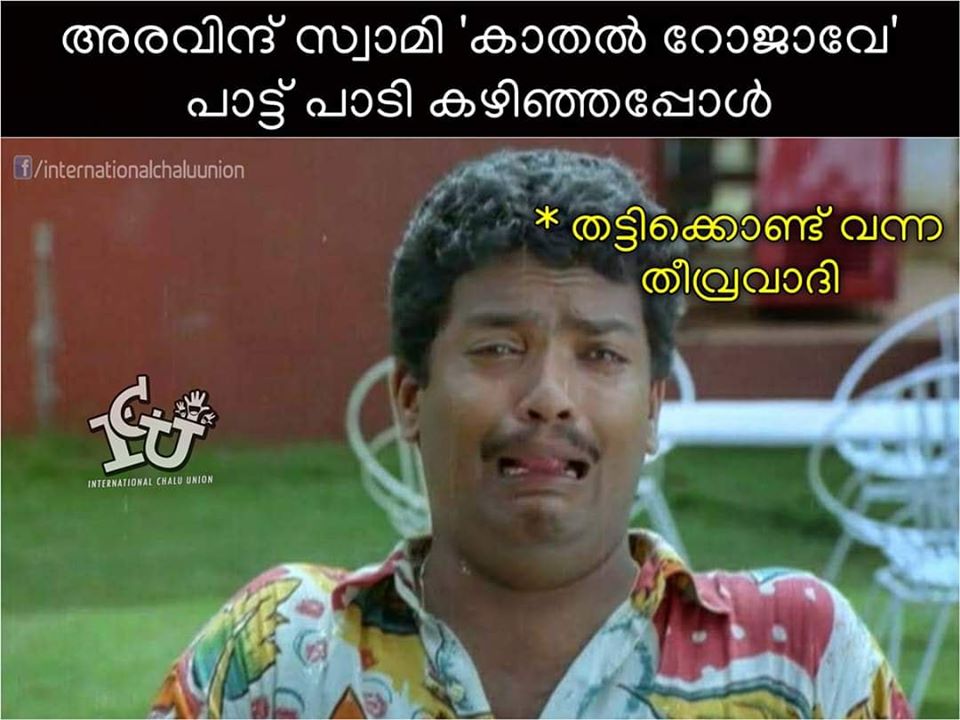 അരവിന്ദ് സ്വാമി 'കാതൽ റോജാവേ'
പാട്ട് പാടി കഴിഞ്ഞപ്പോൾ
f/internationalchaluunion
* തട്ടിക്കൊണ്ട് വന്ന
തീവ്രവാദി
ICU
INTERNATIONAL CHALU UNION